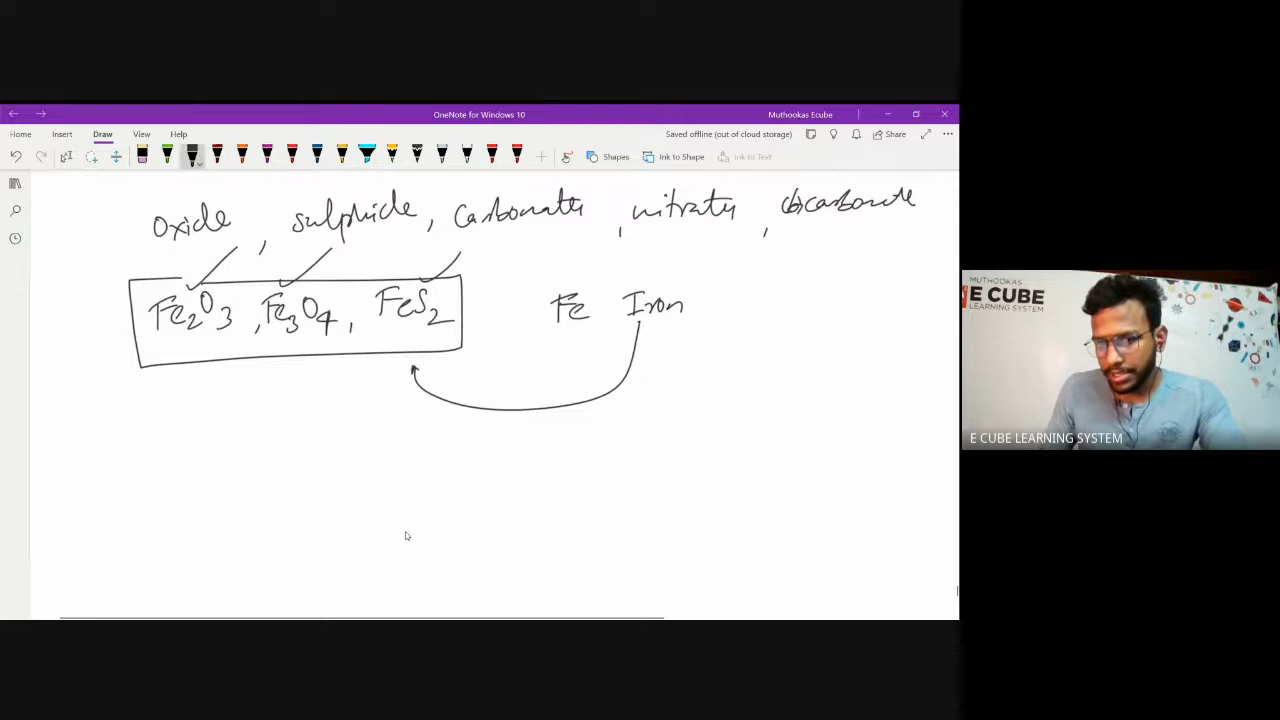 OneNote for Windows 10
Muthookas Ecube
Home Insert Draw View Help
Saved offline (out of cloud storage)
Share
Shapes
Ink to Shape
Ink to Text
oxide, sulphide, carbonate, nitrate, bicarbonate
Fe2O3, Fe3O4, FeS2 Fe Iron
MUTHOOKAS
E CUBE
LEARNING SYSTEM
E CUBE LEARNING SYSTEM